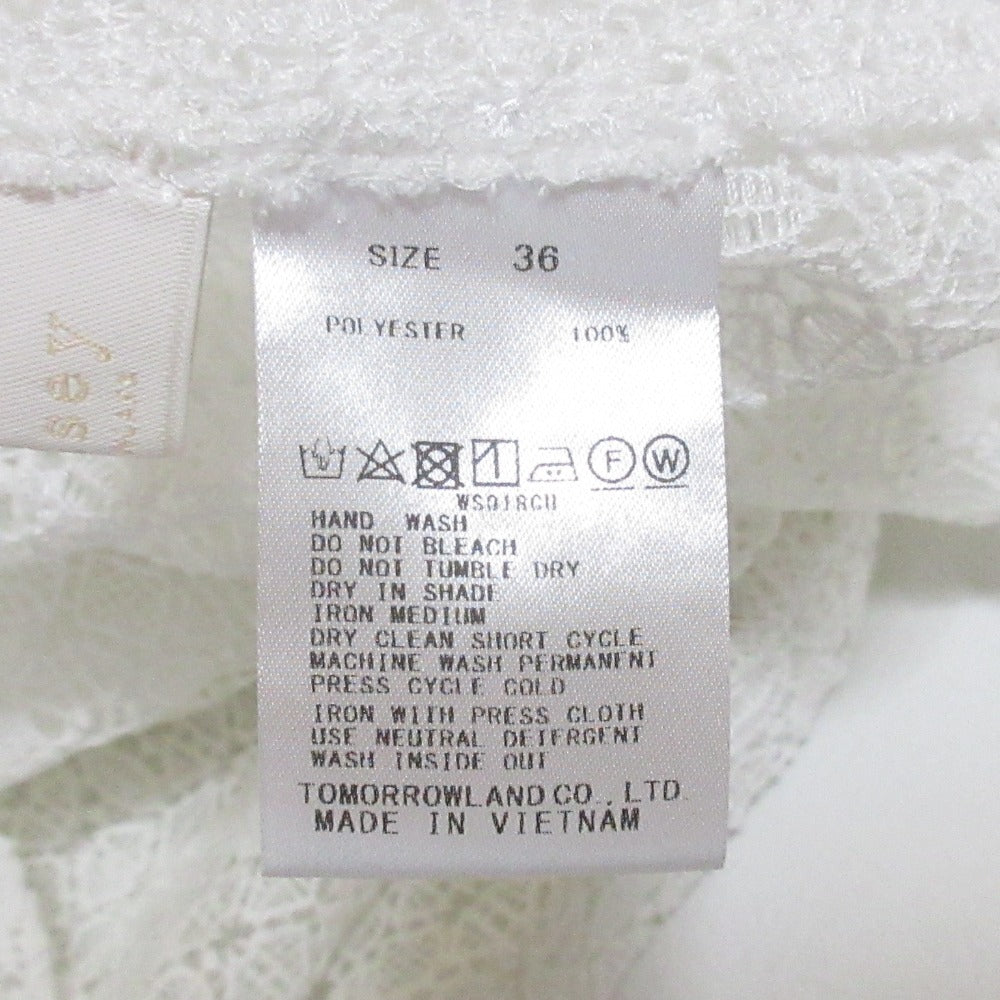 sey
SIZE 36
POLYESTER 100%
F W
WS018CU
HAND WASH
DO NOT BLEACH
DO NOT TUMBLE DRY
DRY IN SHADE
IRON MEDIUM
DRY CLEAN SHORT CYCLE
MACHINE WASH PERMANENT
PRESS CYCLE COLD
IRON WITH PRESS CLOTH
USE NEUTRAL DETERGENT
WASH INSIDE OUT
TOMORROWLAND CO., LTD.
MADE IN VIETNAM